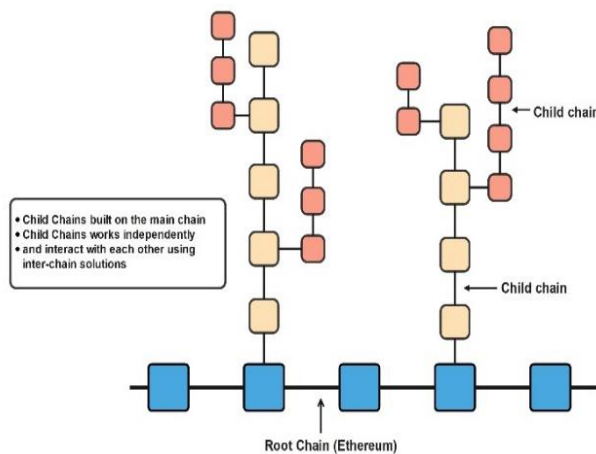 Child chain
• Child Chains built on the main chain
• Child Chains works independently
• and interact with each other using
inter-chain solutions
Child chain
Root Chain (Ethereum)